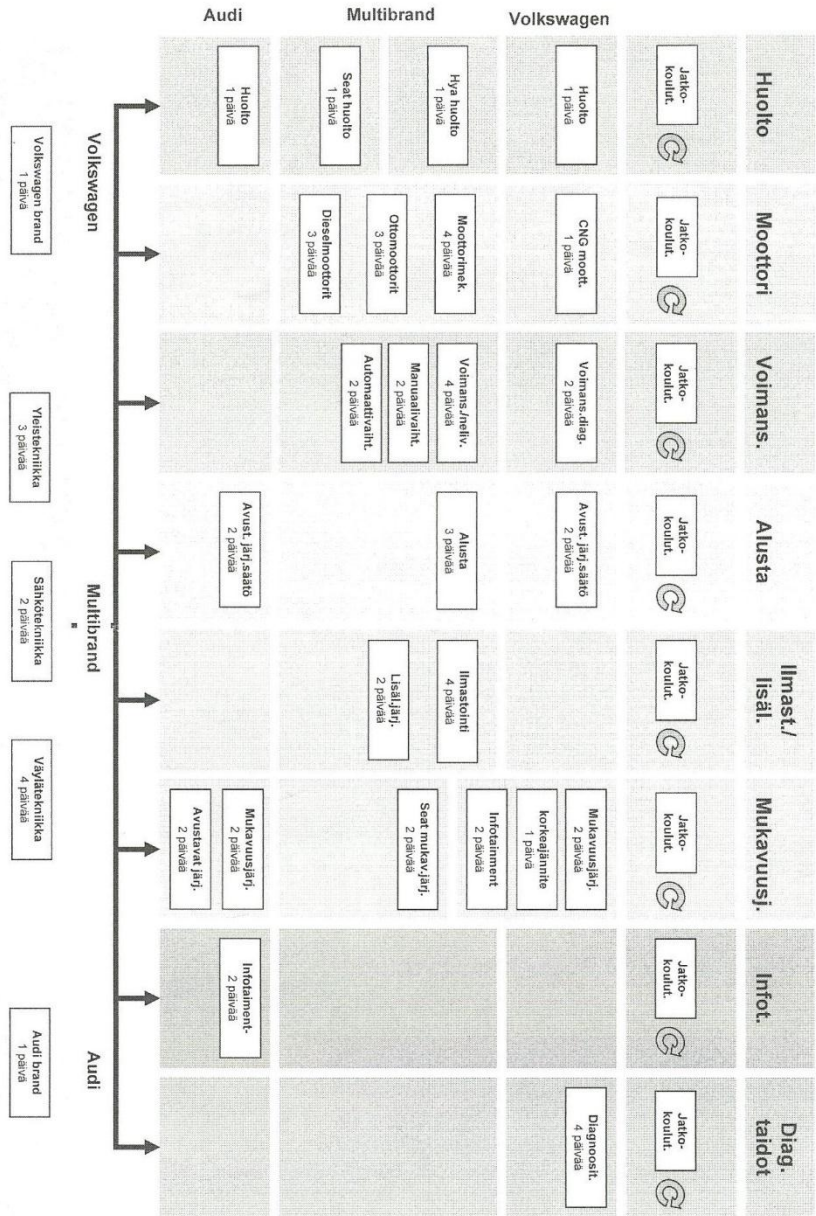 Huolto
Moottori
Voimans.
Alusta
Ilmast./
lisäl.
Mukavuusj.
Infot.
Diag.
taidot
Jatko-
koulut.
Jatko-
koulut.
Jatko-
koulut.
Jatko-
koulut.
Jatko-
koulut.
Jatko-
koulut.
Jatko-
koulut.
Jatko-
koulut.
Volkswagen
Huolto
1 päivä
CNG moott.
1 päivä
Voimans.diag.
2 päivää
Avust. järj.säätö
2 päivää
Mukavuusjärj.
2 päivää
korkeajännite
1 päivä
Infotainment
2 päivää
Diagnoosit.
4 päivää
Multibrand
Hya huolto
1 päivä
Seat huolto
1 päivä
Moottorimek.
4 päivää
Ottomoottorit
3 päivää
Dieselmoottorit
3 päivää
Voimans./neliv.
4 päivää
Manuaalivaiht.
2 päivää
Automaattivaiht.
2 päivää
Alusta
3 päivää
Ilmastointi
4 päivää
Lisäl.järj.
2 päivää
Seat mukav.järj.
2 päivää
Audi
Huolto
1 päivä
Avust. järj.säätö
2 päivää
Mukavuusjärj.
2 päivää
Avustavat järj.
2 päivää
Infotaiment-
2 päivää
Volkswagen
Multibrand
Audi
Volkswagen brand
1 päivä
Yleistekniikka
3 päivää
Sähkötekniikka
2 päivää
Väylätekniikka
4 päivää
Audi brand
1 päivä